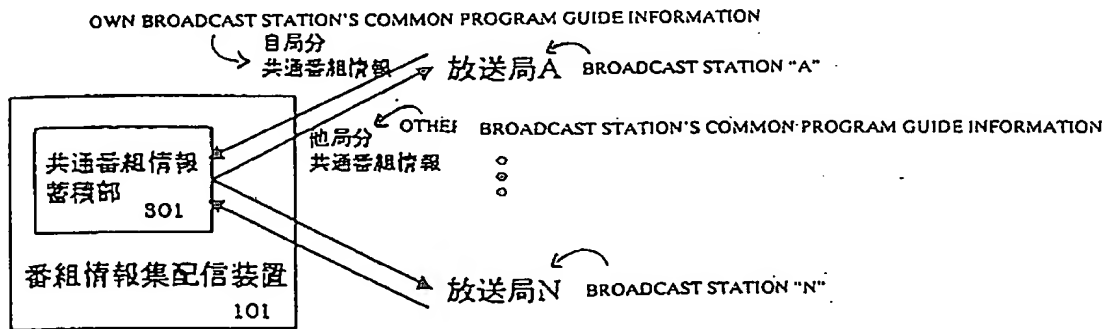 OWN BROADCAST STATION'S COMMON PROGRAM GUIDE INFORMATION
自局分
共通番組情報
放送局A BROADCAST STATION "A"
他局分 OTHER BROADCAST STATION'S COMMON PROGRAM GUIDE INFORMATION
共通番組情報
共通番組情報
蓄積部
301
番組情報集配信装置
101
放送局N BROADCAST STATION "N"